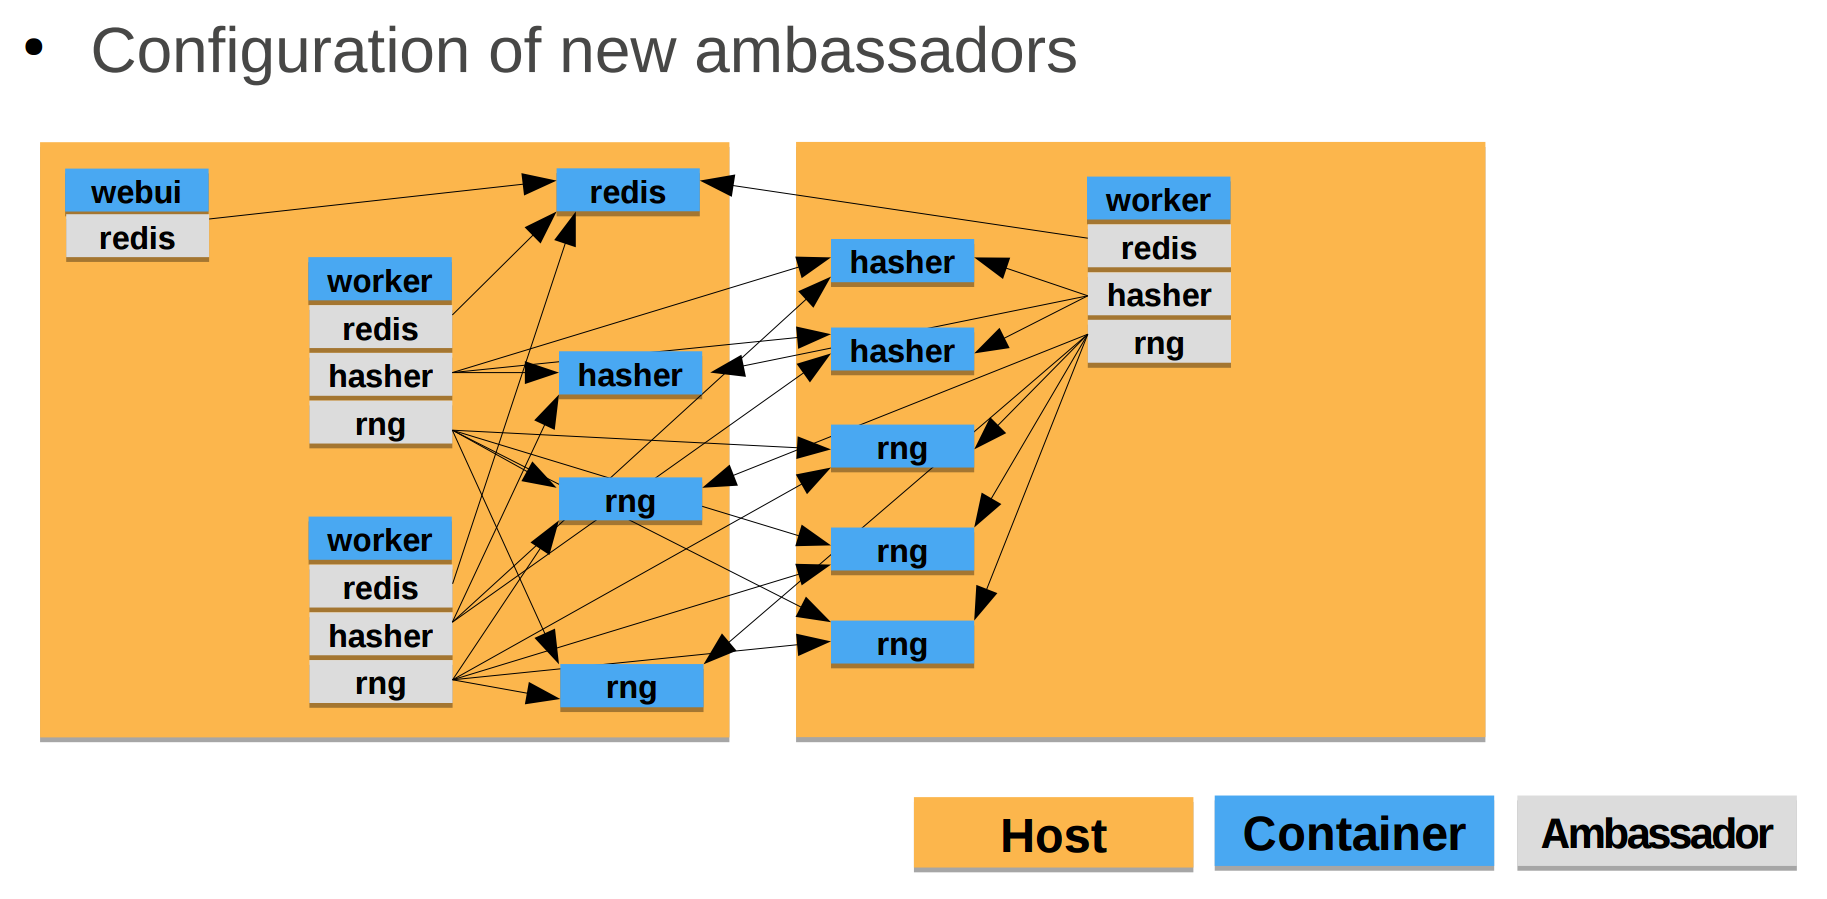 • Configuration of new ambassadors
webui
redis
worker
redis
hasher
rng
worker
redis
hasher
rng
redis
hasher
rng
rng
hasher
hasher
rng
rng
rng
worker
redis
hasher
rng
Host
Container
Ambassador